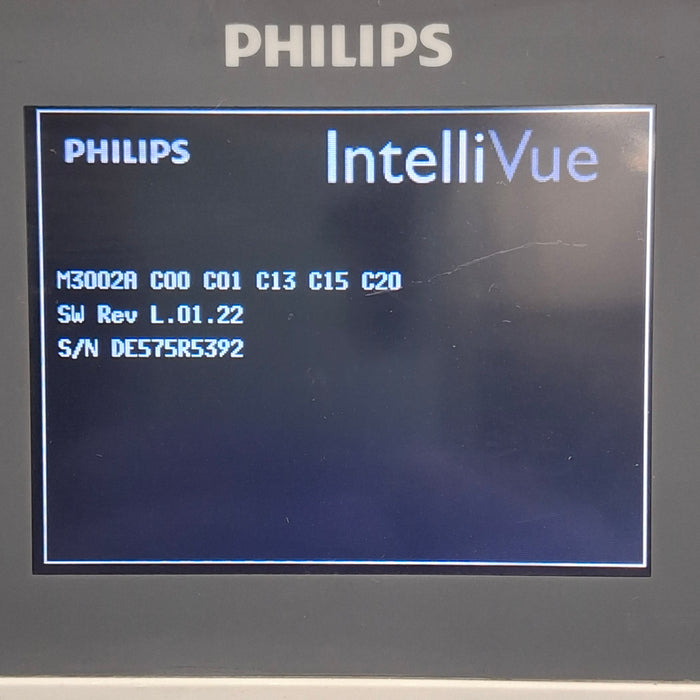 PHILIPS
PHILIPS IntelliVue
M3002A C00 C01 C13 C15 C20
SW Rev L.01.22
S/N DE575R5392